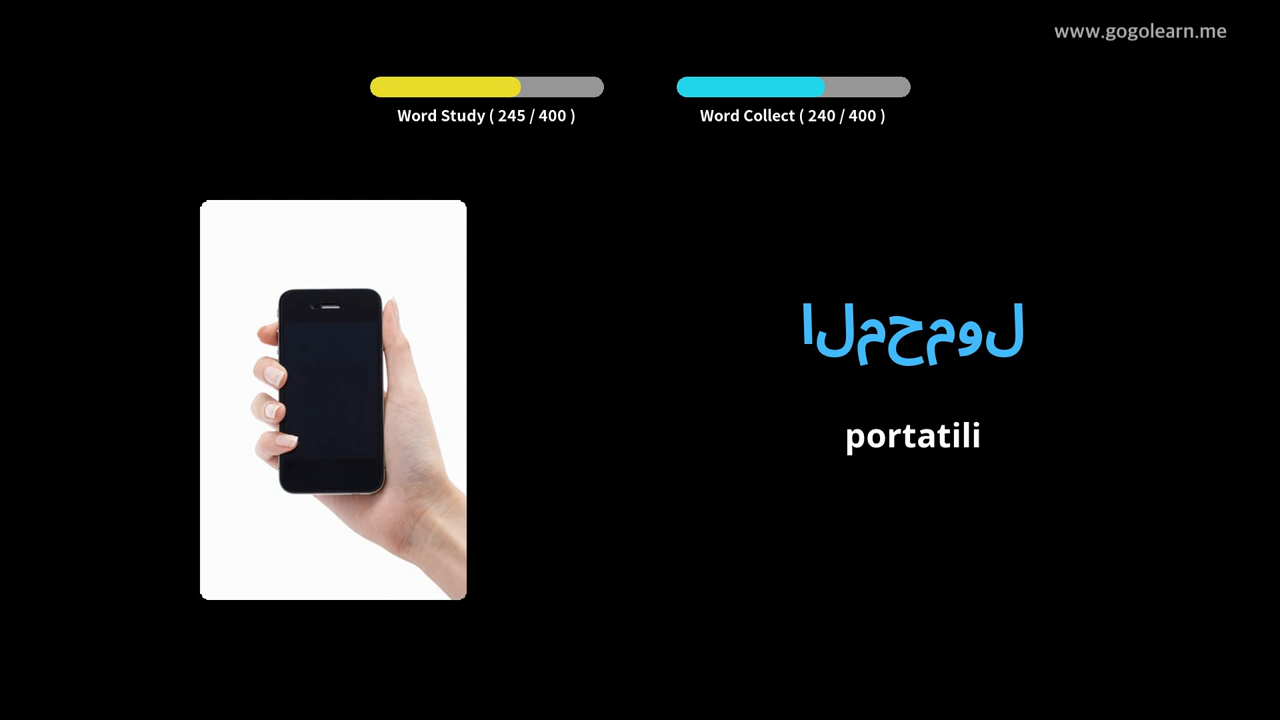 www.gogolearn.me
Word Study ( 245 / 400 )
Word Collect ( 240 / 400 )
المحمول
portatili